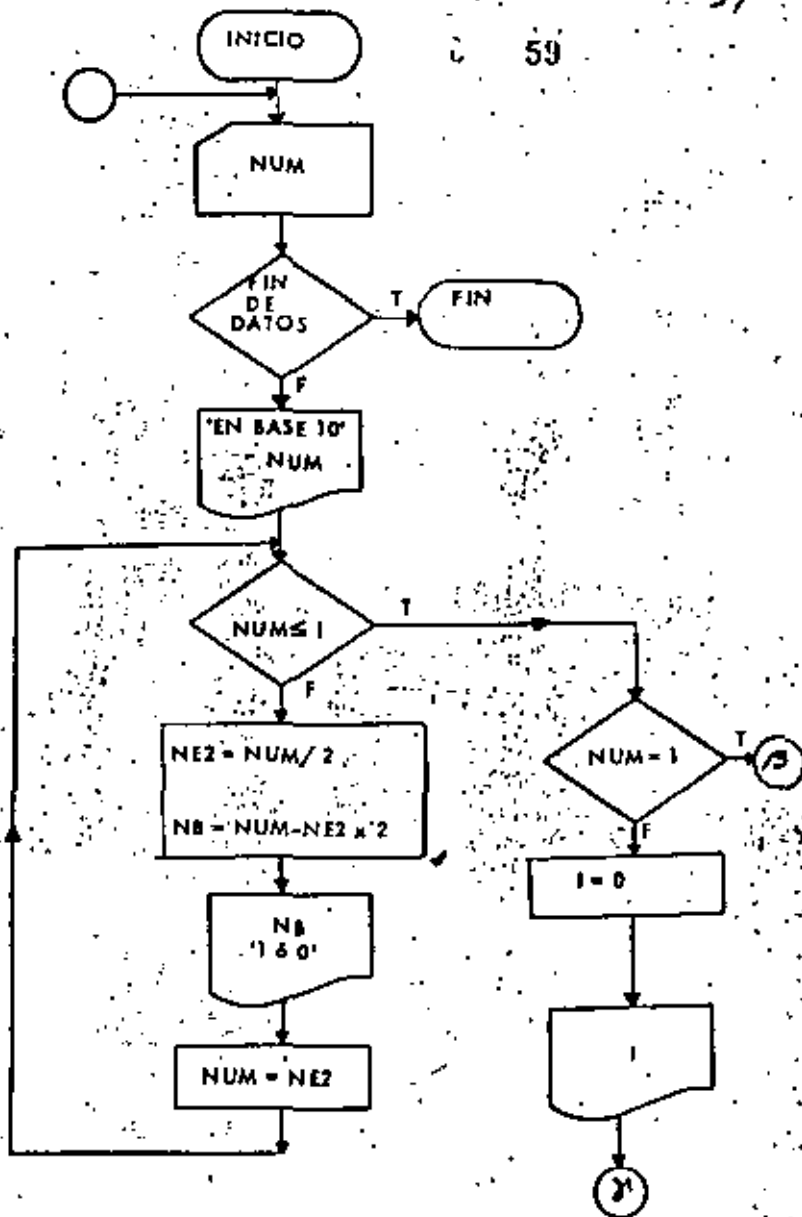 INICIO
59
NUM
FIN
DE
DATOS
T
FIN
F
'EN BASE 10'
NUM
NUM ≤ 1
T
F
NE2 = NUM / 2
NB = NUM-NE2 x 2
NUM = 1
T
β
F
I = 0
NB
'1 ó 0'
I
NUM = NE2
γ